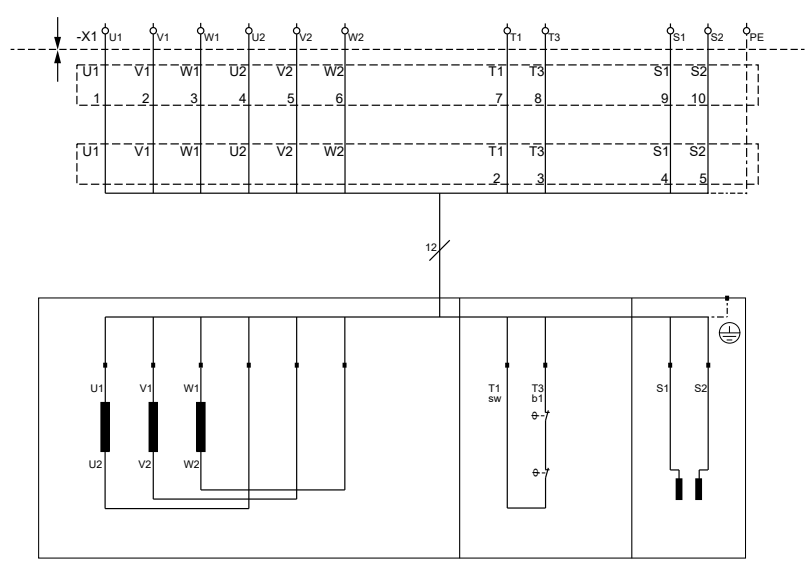 -X1 U1 V1 W1 U2 V2 W2 T1 T3 S1 S2 PE
U1 V1 W1 U2 V2 W2 T1 T3 S1 S2
1 2 3 4 5 6 7 8 9 10
U1 V1 W1 U2 V2 W2 T1 T3 S1 S2
2 3 4 5
12
U1 V1 W1 T1 T3 S1 S2
sw b1
U2 V2 W2